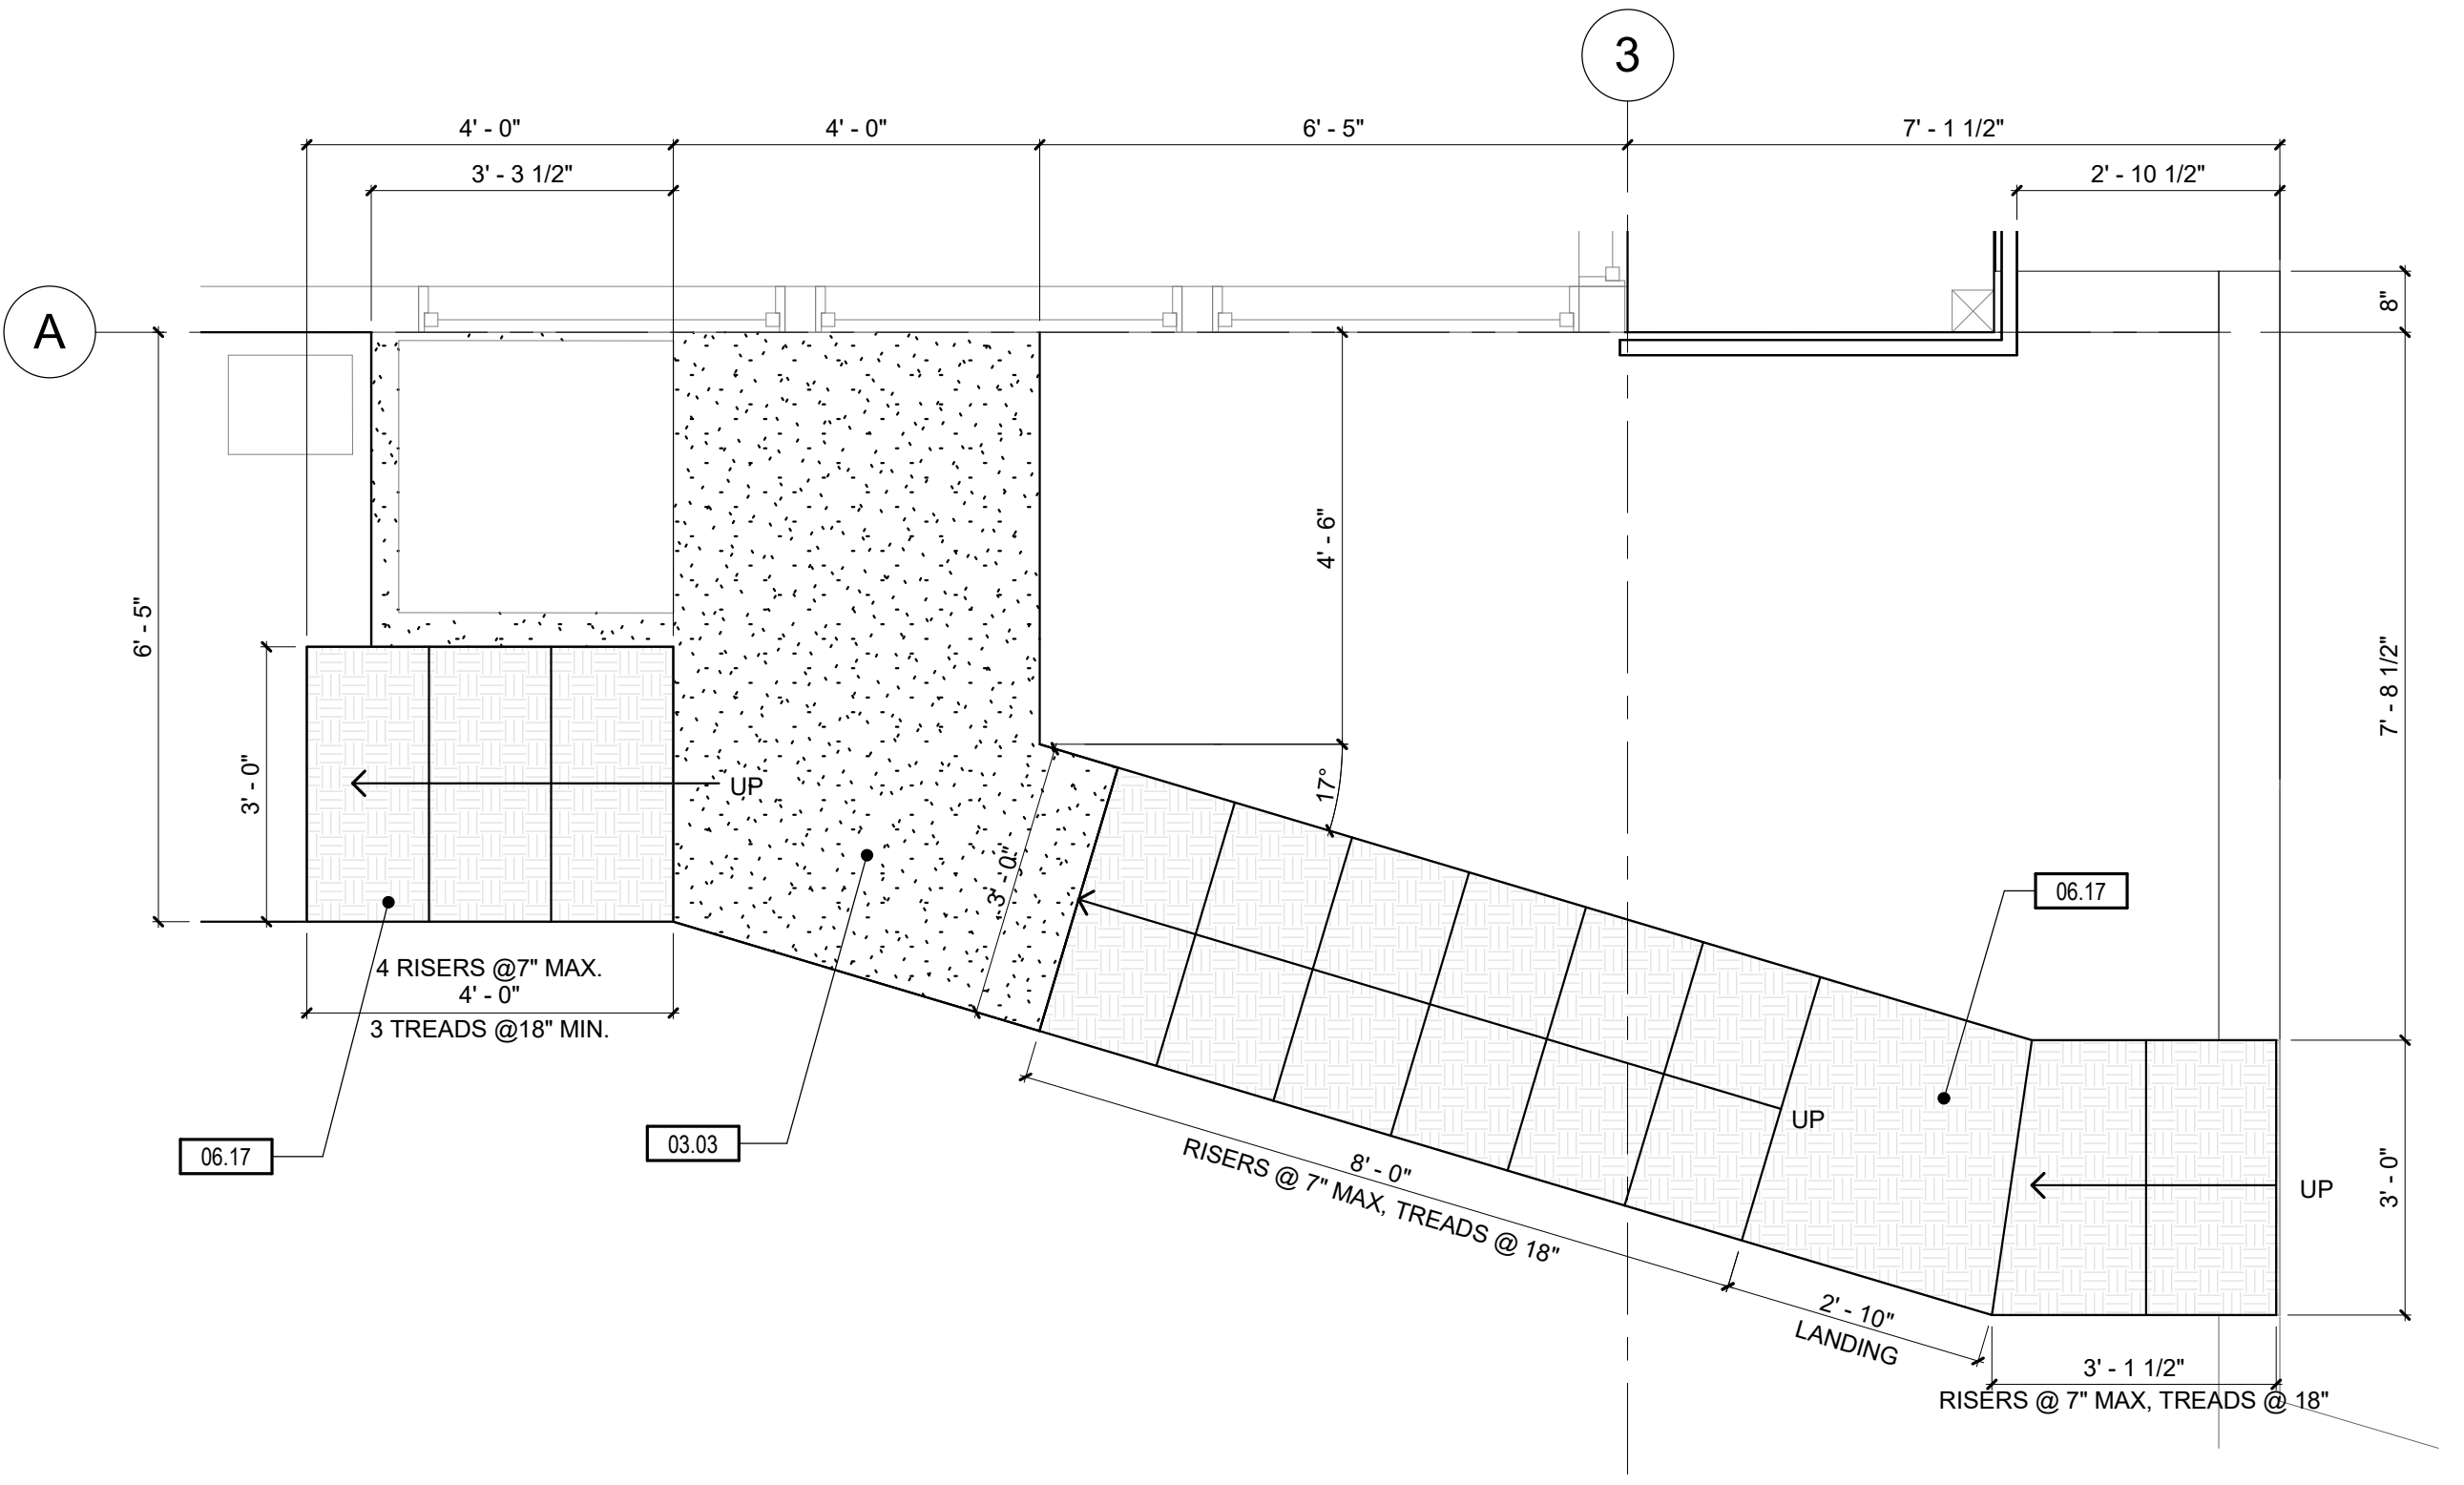 3
4' - 0"
4' - 0"
6' - 5"
7' - 1 1/2"
3' - 3 1/2"
2' - 10 1/2"
8"
A
4' - 6"
6' - 5"
7' - 8 1/2"
3' - 0"
UP
17°
3' - 0"
06.17
4 RISERS @7" MAX.
4' - 0"
3 TREADS @18" MIN.
UP
06.17
03.03
8' - 0"
RISERS @ 7" MAX, TREADS @ 18"
UP
3' - 0"
2' - 10"
LANDING
3' - 1 1/2"
RISERS @ 7" MAX, TREADS @ 18"